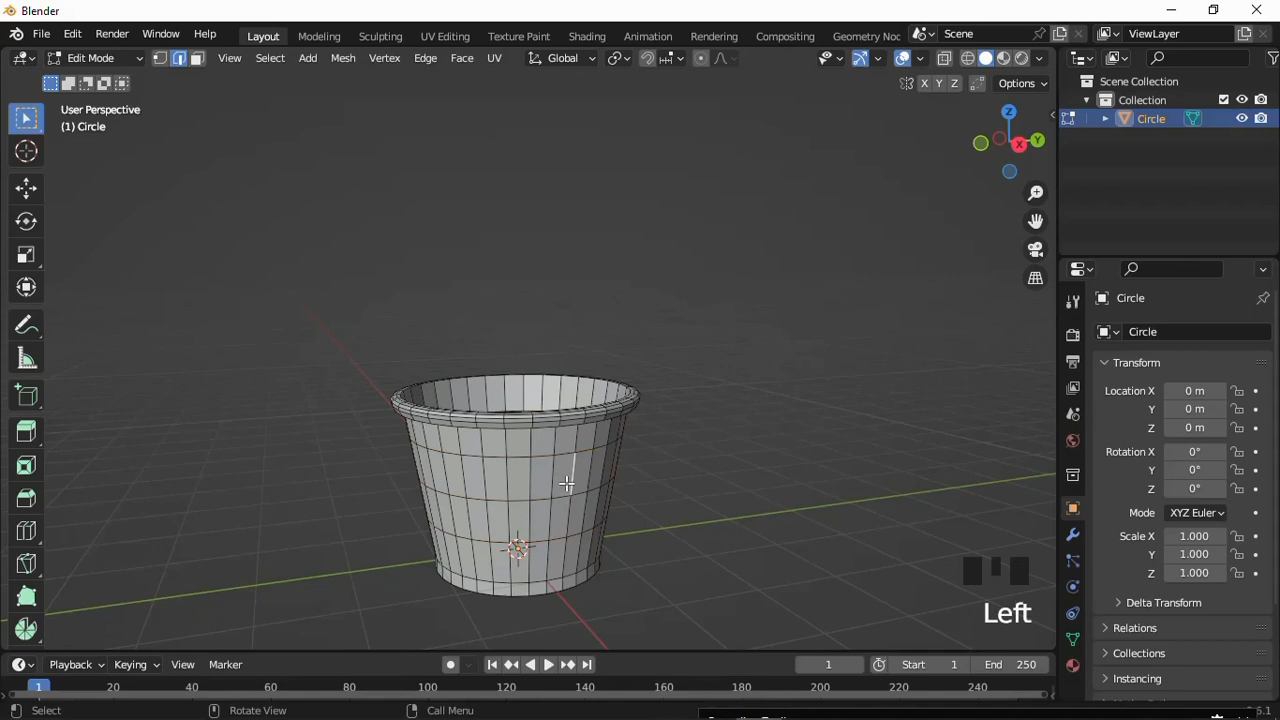 Blender
File Edit Render Window Help Layout Modeling Sculpting UV Editing Texture Paint Shading Animation Rendering Compositing Geometry Noc Scene ViewLayer
Edit Mode View Select Add Mesh Vertex Edge Face UV Global
X Y Z Options
User Perspective
(1) Circle
Z
X
Y
Scene Collection
Collection
Circle
Circle
Circle
Transform
Location X 0 m
Y 0 m
Z 0 m
Rotation X 0°
Y 0°
Z 0°
Mode XYZ Euler
Scale X 1.000
Y 1.000
Z 1.000
Delta Transform
Relations
Collections
Instancing
Left
Playback Keying View Marker 1 Start 1 End 250
1 20 40 60 80 100 120 140 160 180 200 220 240
Select Rotate View Call Menu